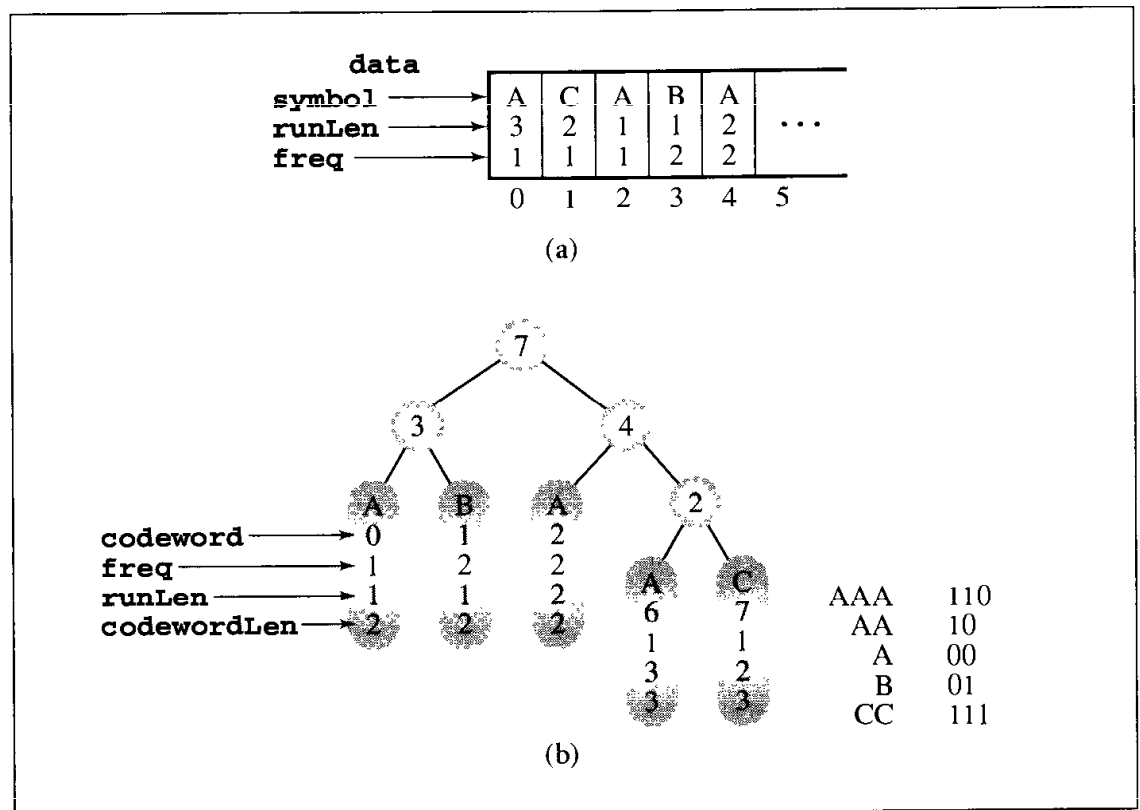 data
symbol A C A B A
runLen 3 2 1 1 2 ...
freq 1 1 1 2 2
0 1 2 3 4 5
(a)
7
3 4
A B A 2
codeword 0 1 2
freq 1 2 2 A C
runLen 1 1 2 6 7 AAA 110
codewordLen 2 2 2 1 1 AA 10
3 2 A 00
3 3 B 01
CC 111
(b)